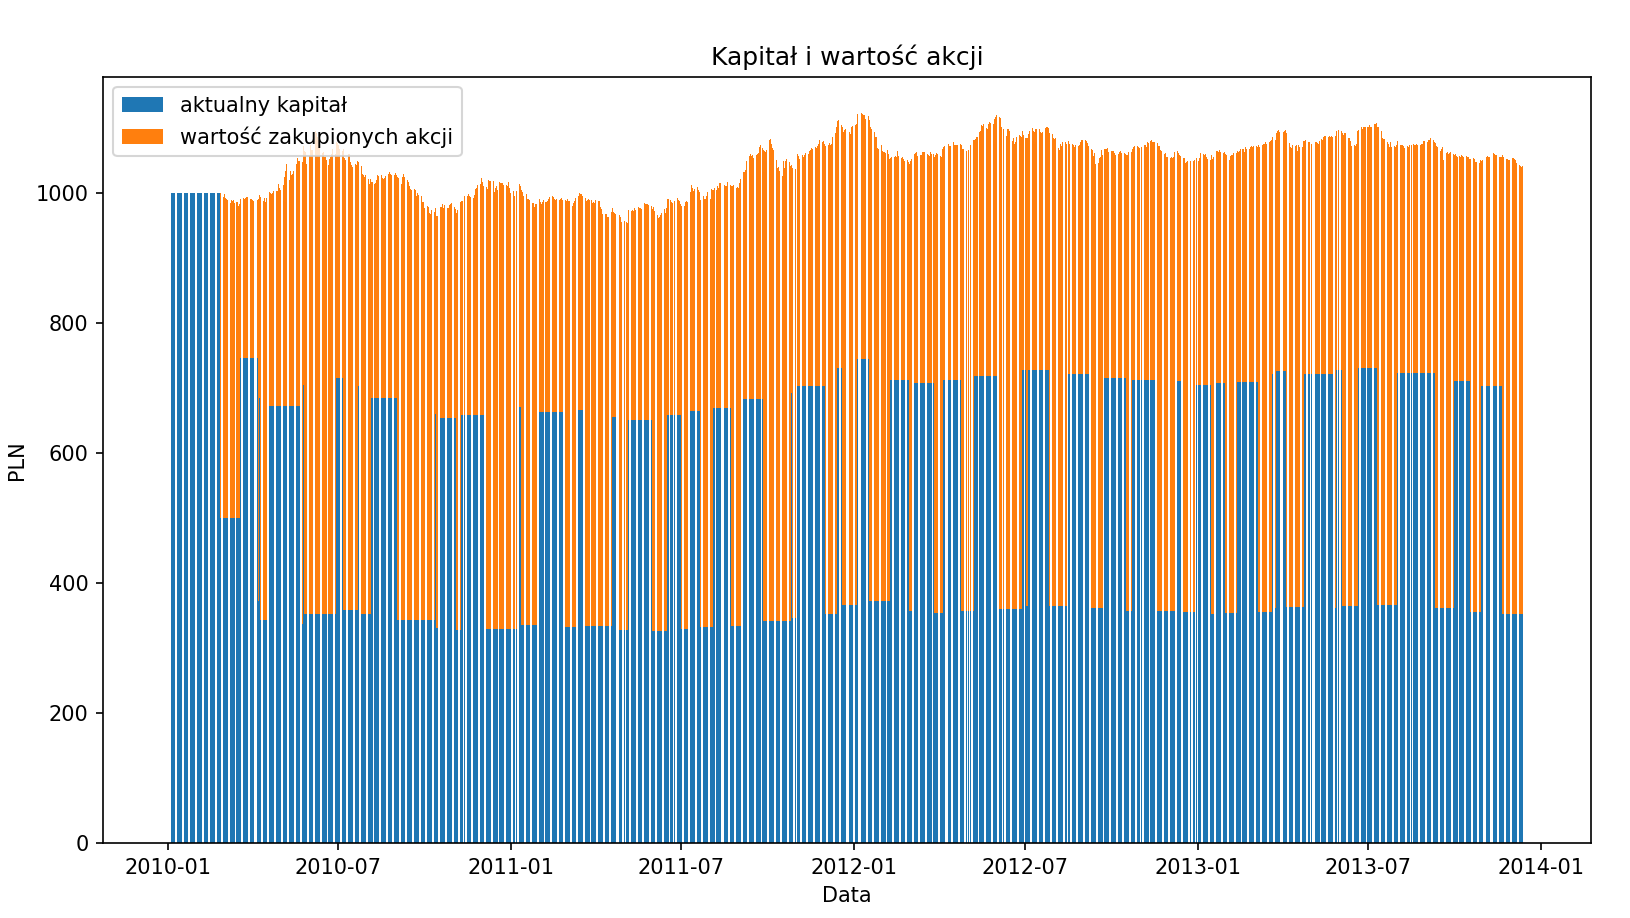 Kapitał i wartość akcji
aktualny kapitał
wartość zakupionych akcji
1000
800
600
400
200
0
PLN
2010-01 2010-07 2011-01 2011-07 2012-01 2012-07 2013-01 2013-07 2014-01
Data